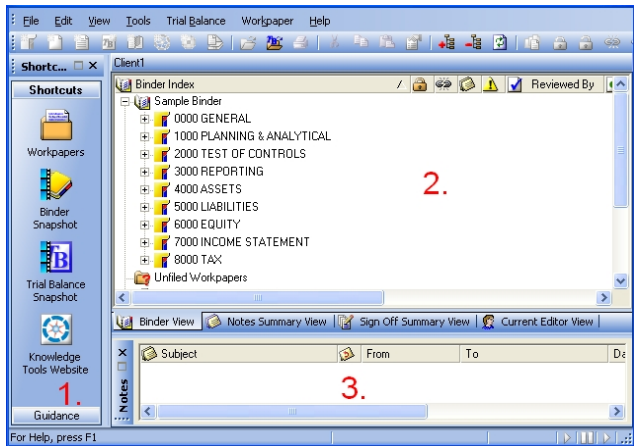 File Edit View Tools Trial Balance Workpaper Help
Shortc...
Client1
Shortcuts
Workpapers
Binder
Snapshot
Trial Balance
Snapshot
Knowledge
Tools Website
1.
Guidance
Binder Index / Reviewed By
Sample Binder
0000 GENERAL
1000 PLANNING & ANALYTICAL
2000 TEST OF CONTROLS
3000 REPORTING
4000 ASSETS
5000 LIABILITIES
6000 EQUITY
7000 INCOME STATEMENT
8000 TAX
Unfiled Workpapers
2.
Binder View Notes Summary View Sign Off Summary View Current Editor View
Notes
Subject From To Da
3.
For Help, press F1